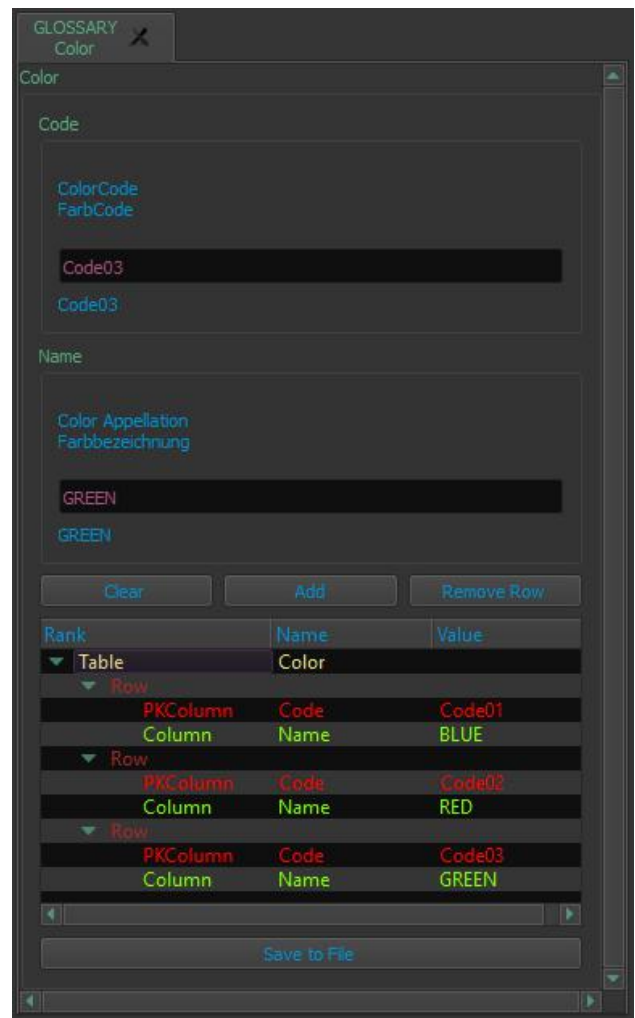 GLOSSARY
Color
Color
Code
ColorCode
FarbCode
Code03
Code03
Name
Color Appellation
Farbbezeichnung
GREEN
GREEN
Clear Add Remove Row
Rank Name Value
Table Color
Row
PKColumn Code Code01
Column Name BLUE
Row
PKColumn Code Code02
Column Name RED
Row
PKColumn Code Code03
Column Name GREEN
Save to File